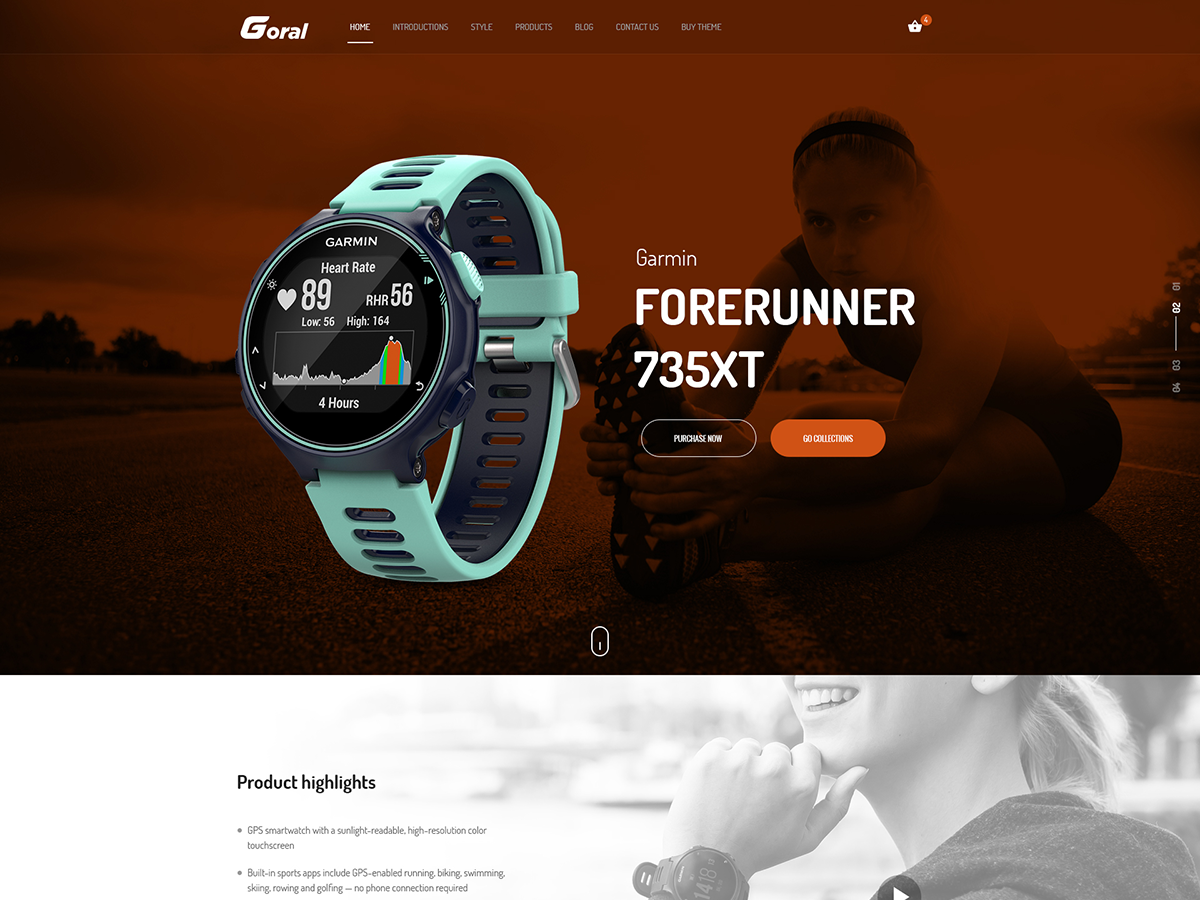 Goral
HOME INTRODUCTIONS STYLE PRODUCTS BLOG CONTACT US BUY THEME
4
GARMIN
Heart Rate
89 RHR 56
Low: 56 High: 164
4 Hours
Garmin
FORERUNNER
735XT
PURCHASE NOW GO COLLECTIONS
01
02
03
04
Product highlights
GPS smartwatch with a sunlight-readable, high-resolution color
touchscreen
Built-in sports apps include GPS-enabled running, biking, swimming,
skiing, rowing and golfing — no phone connection required
1418